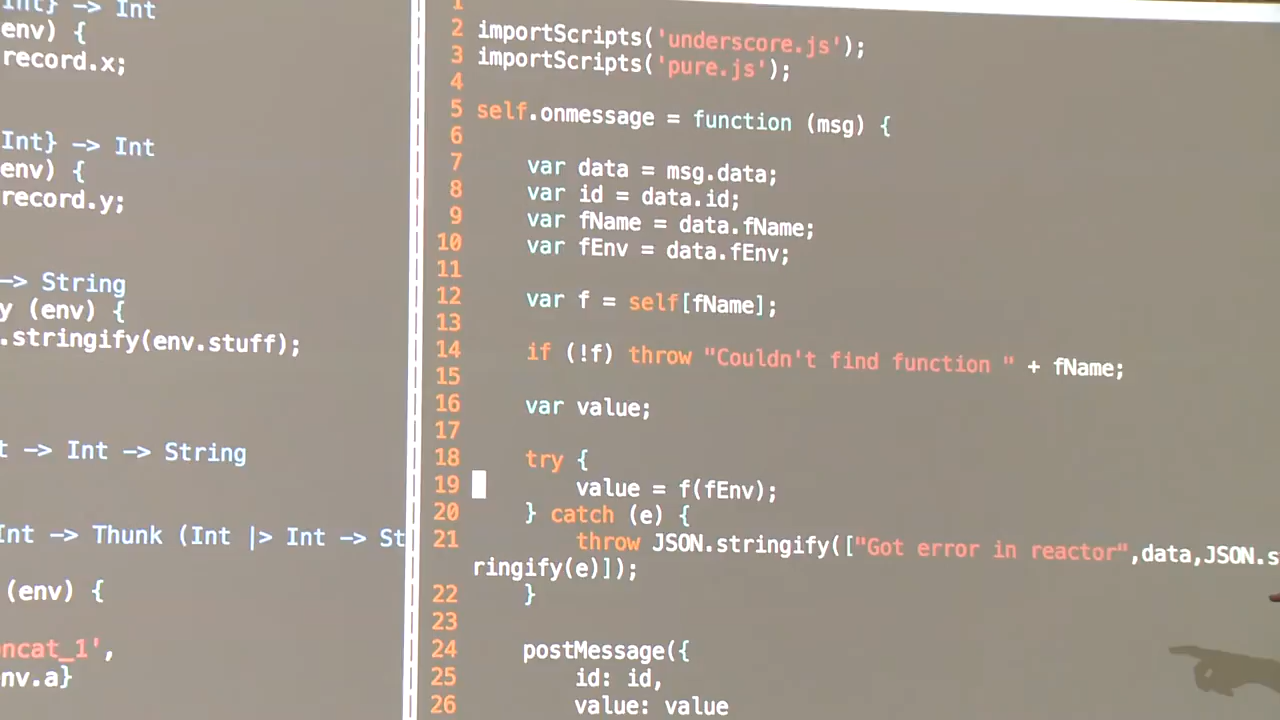 Int} -> Int
env) {
record.x;
Int} -> Int
env) {
record.y;
-> String
y (env) {
.stringify(env.stuff);
t -> Int -> String
Int -> Thunk (Int |> Int -> St
(env) {
ncat_1',
nv.a}
1
2 importScripts('underscore.js');
3 importScripts('pure.js');
4
5 self.onmessage = function (msg) {
6
7 var data = msg.data;
8 var id = data.id;
9 var fName = data.fName;
10 var fEnv = data.fEnv;
11
12 var f = self[fName];
13
14 if (!f) throw "Couldn't find function " + fName;
15
16 var value;
17
18 try {
19 value = f(fEnv);
20 } catch (e) {
21 throw JSON.stringify(["Got error in reactor",data,JSON.s
ringify(e)]);
22 }
23
24 postMessage({
25 id: id,
26 value: value